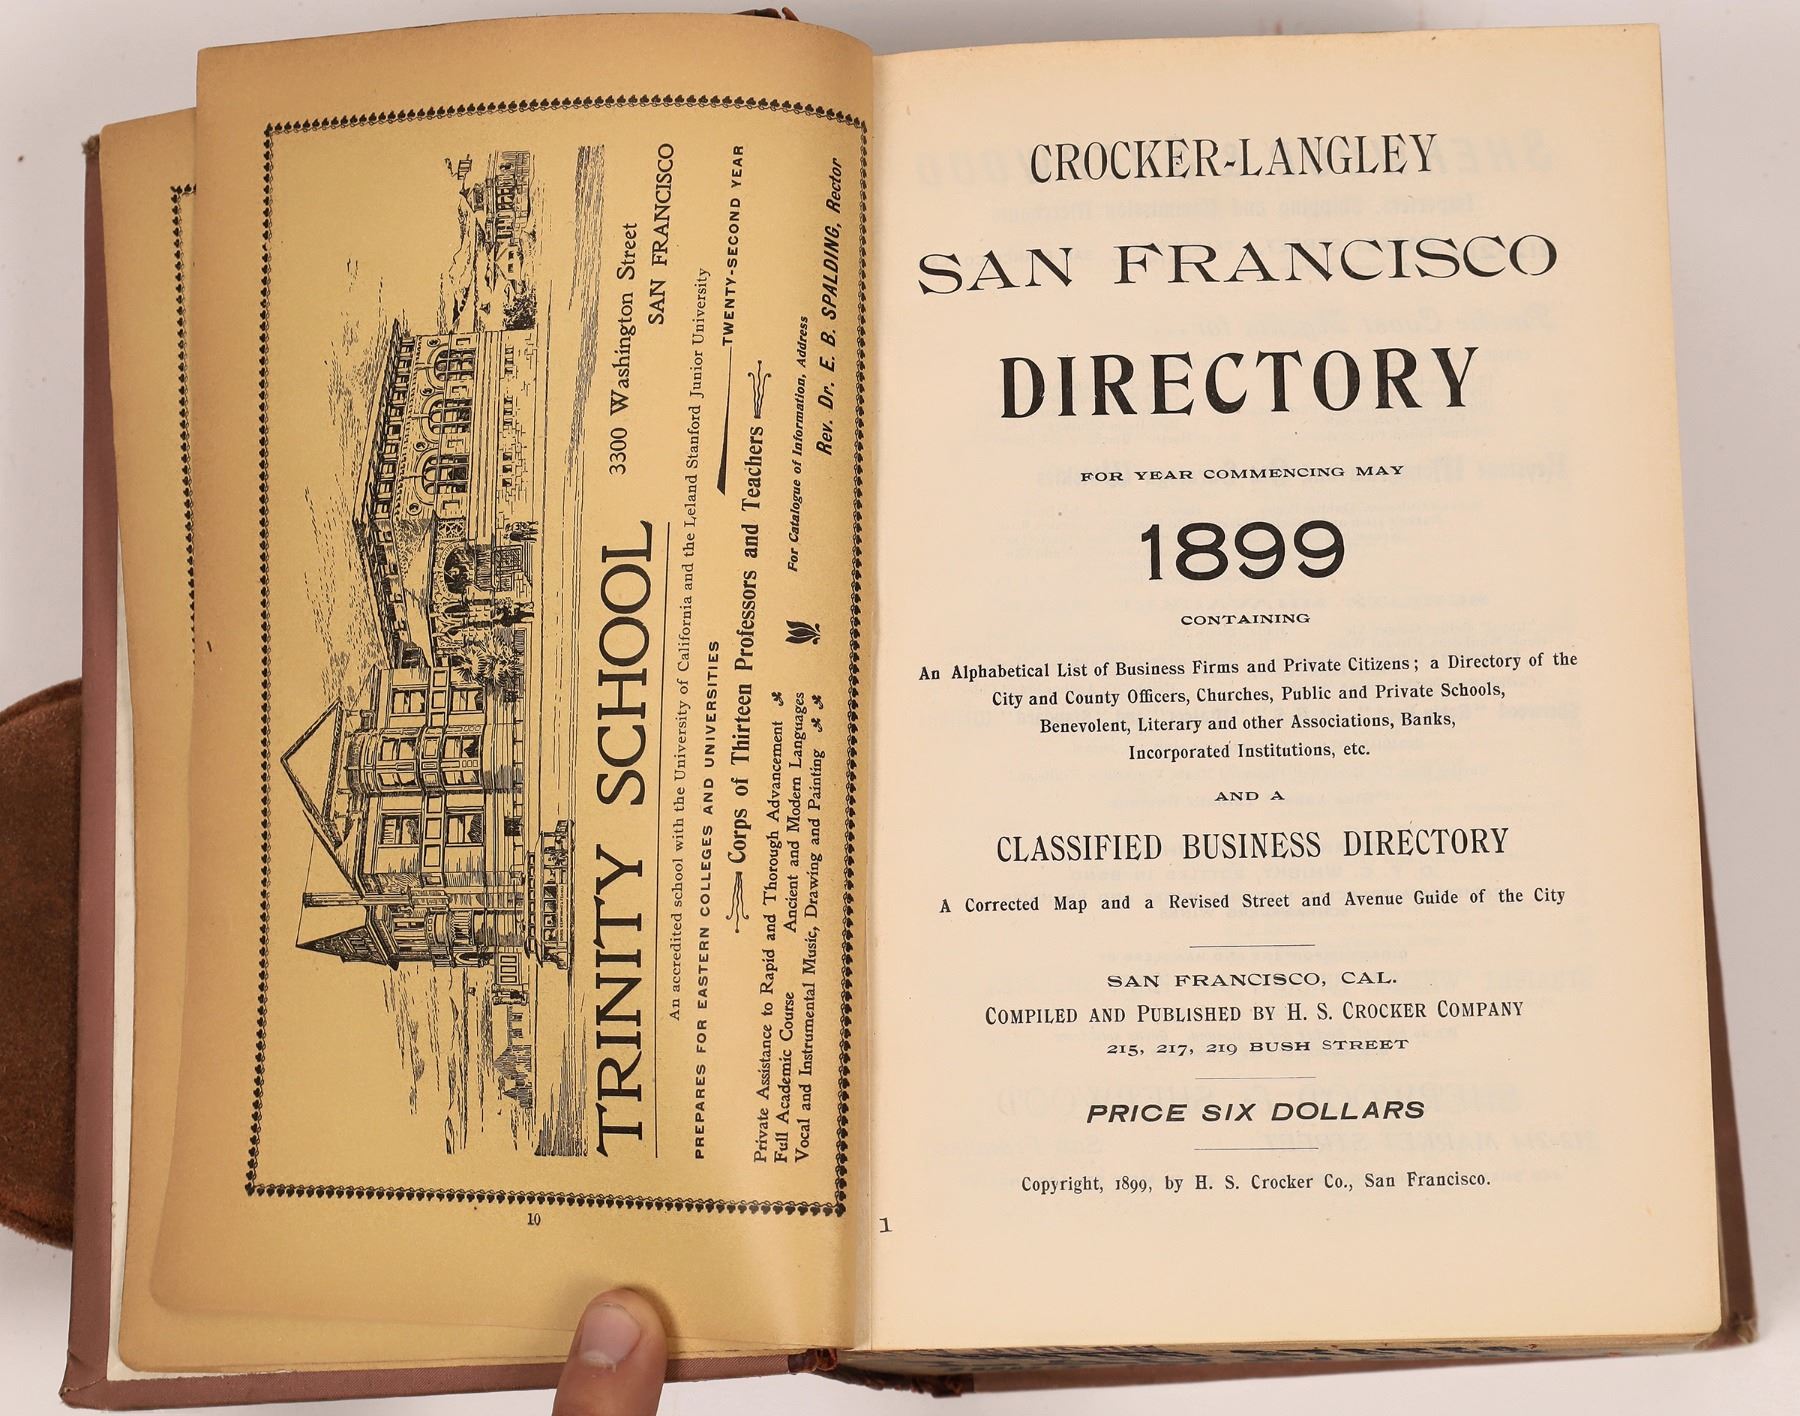 TRINITY SCHOOL
3300 Washington Street
SAN FRANCISCO
An accredited school with the University of California and the Leland Stanford Junior University
PREPARES FOR EASTERN COLLEGES AND UNIVERSITIES
TWENTY-SECOND YEAR
Corps of Thirteen Professors and Teachers
Private Assistance to Rapid and Thorough Advancement
Full Academic Course
Ancient and Modern Languages
Vocal and Instrumental Music, Drawing and Painting
For Catalogue of Information, Address
Rev. Dr. E. B. SPALDING, Rector
10
CROCKER-LANGLEY
SAN FRANCISCO
DIRECTORY
FOR YEAR COMMENCING MAY
1899
CONTAINING
An Alphabetical List of Business Firms and Private Citizens; a Directory of the
City and County Officers, Churches, Public and Private Schools,
Benevolent, Literary and other Associations, Banks,
Incorporated Institutions, etc.
AND A
CLASSIFIED BUSINESS DIRECTORY
A Corrected Map and a Revised Street and Avenue Guide of the City
SAN FRANCISCO, CAL.
COMPILED AND PUBLISHED BY H. S. CROCKER COMPANY
215, 217, 219 BUSH STREET
PRICE SIX DOLLARS
Copyright, 1899, by H. S. Crocker Co., San Francisco.
1